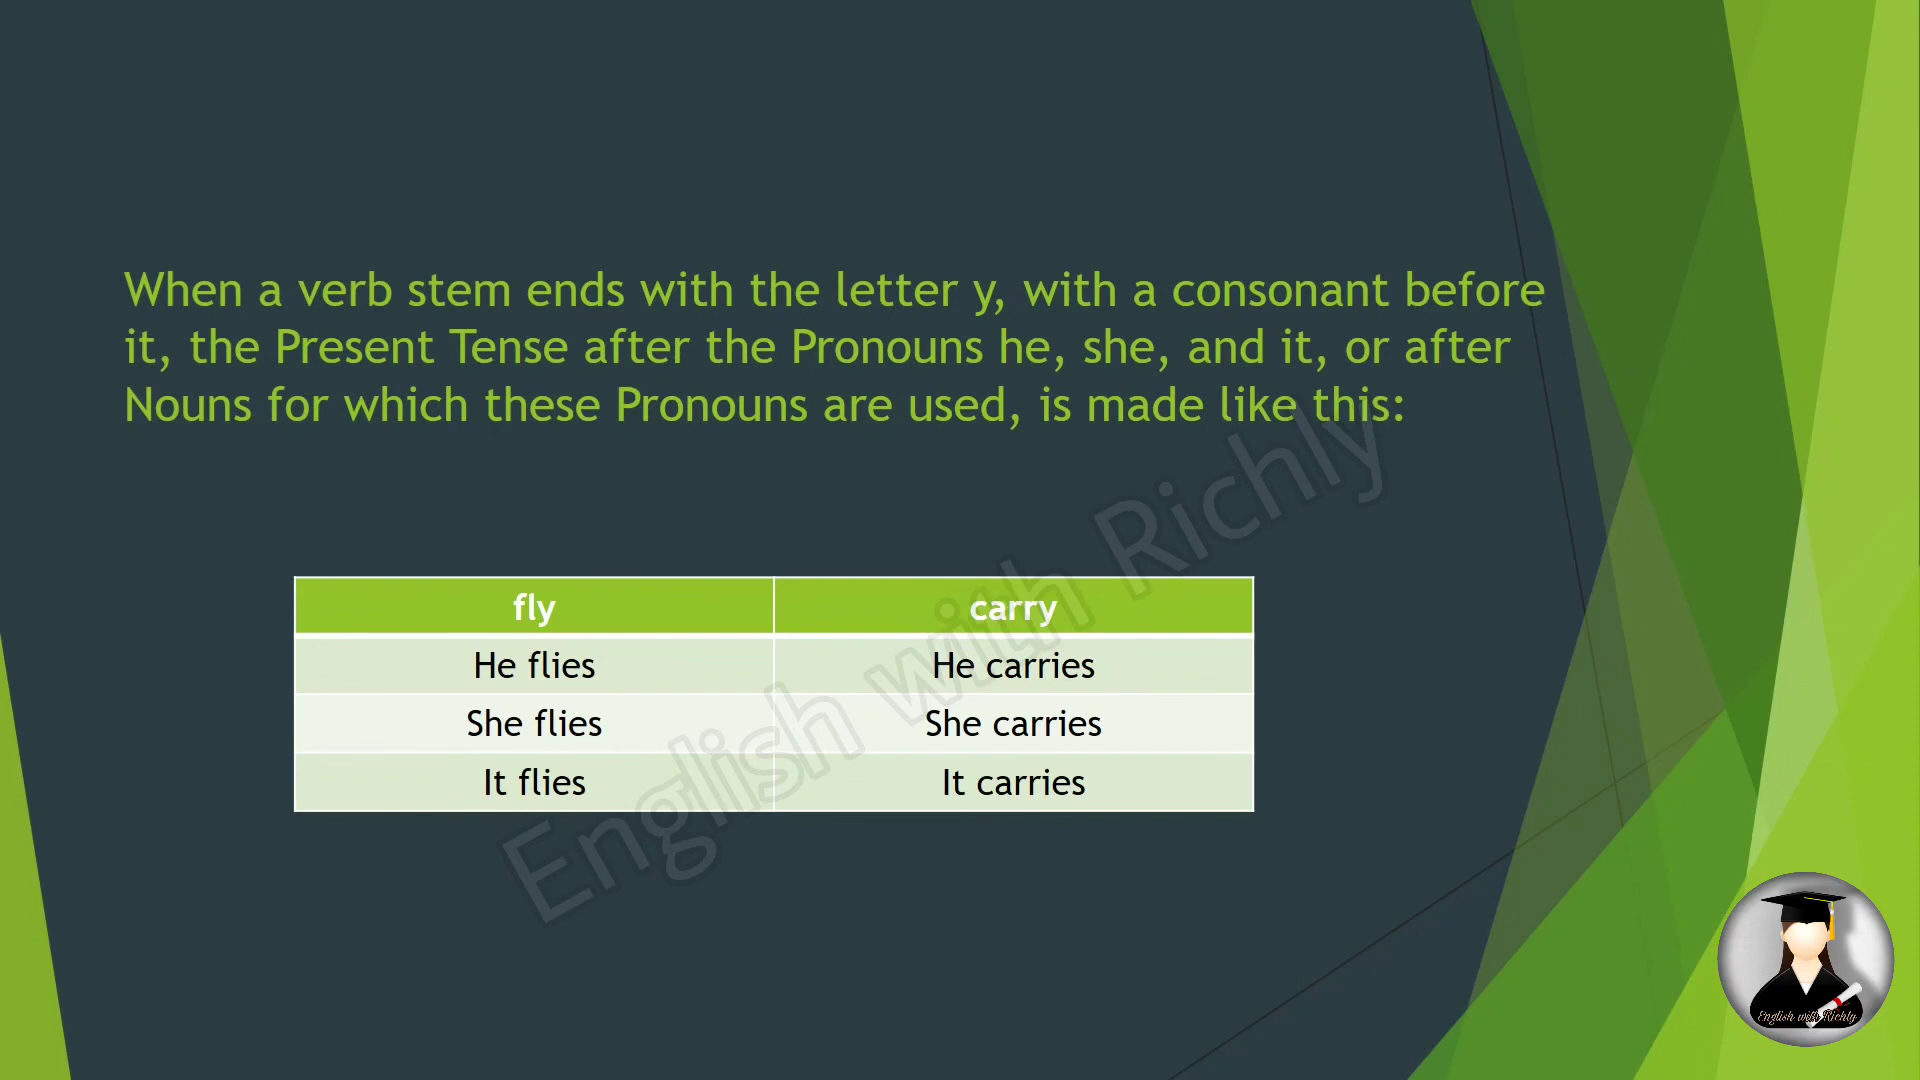 When a verb stem ends with the letter y, with a consonant before
it, the Present Tense after the Pronouns he, she, and it, or after
Nouns for which these Pronouns are used, is made like this:
fly carry
He flies He carries
She flies She carries
It flies It carries
English with Richly
English with Richly